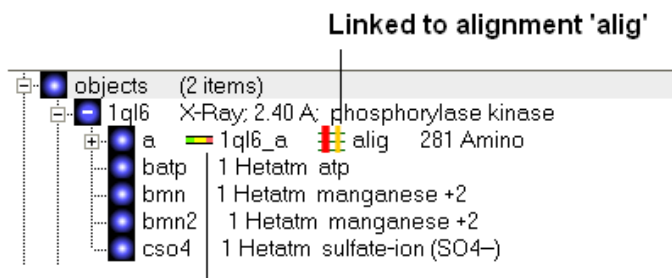 Linked to alignment 'alig'
objects (2 items)
1ql6 X-Ray; 2.40 A; phosphorylase kinase
a 1ql6_a alig 281 Amino
batp 1 Hetatm atp
bmn 1 Hetatm manganese +2
bmn2 1 Hetatm manganese +2
cso4 1 Hetatm sulfate-ion (SO4--)